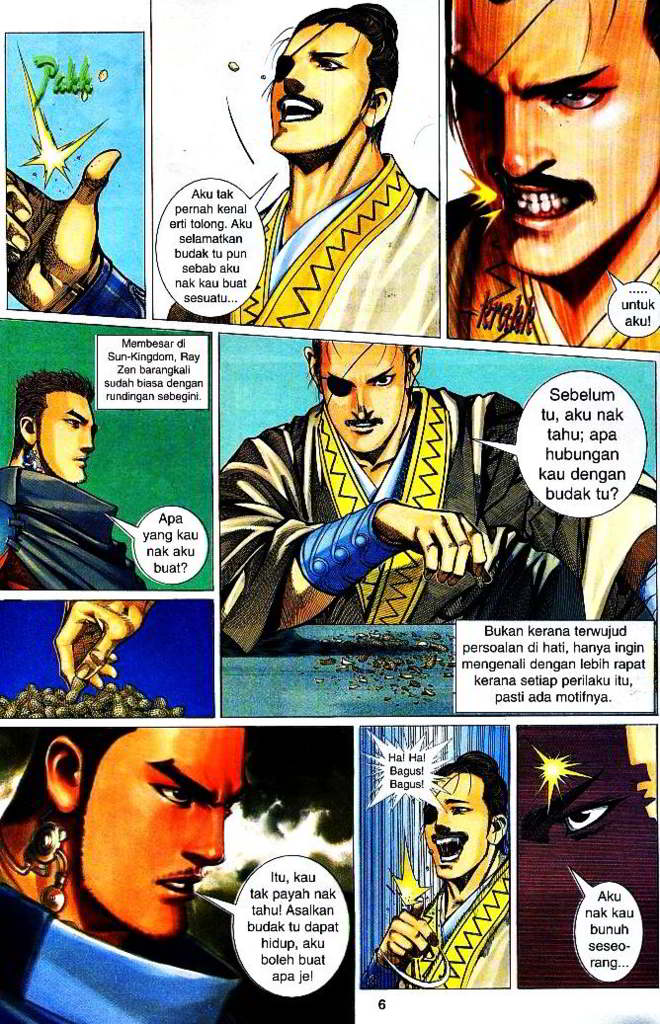 Pakk
Aku tak
pernah kenal
erti tolong. Aku
selamatkan
budak tu pun
sebab aku
nak kau buat
sesuatu...
krakk
.....
untuk
aku!
Membesar di
Sun-Kingdom, Ray
Zen barangkali
sudah biasa dengan
rundingan sebegini.
Apa
yang kau
nak aku
buat?
Sebelum
tu, aku nak
tahu; apa
hubungan
kau dengan
budak tu?
Bukan kerana terwujud
persoalan di hati, hanya ingin
mengenali dengan lebih rapat
kerana setiap perilaku itu,
pasti ada motifnya.
Itu, kau
tak payah nak
tahu! Asalkan
budak tu dapat
hidup, aku
boleh buat
apa je!
Ha! Ha!
Bagus!
Bagus!
Aku
nak kau
bunuh
seseo-
rang...
6